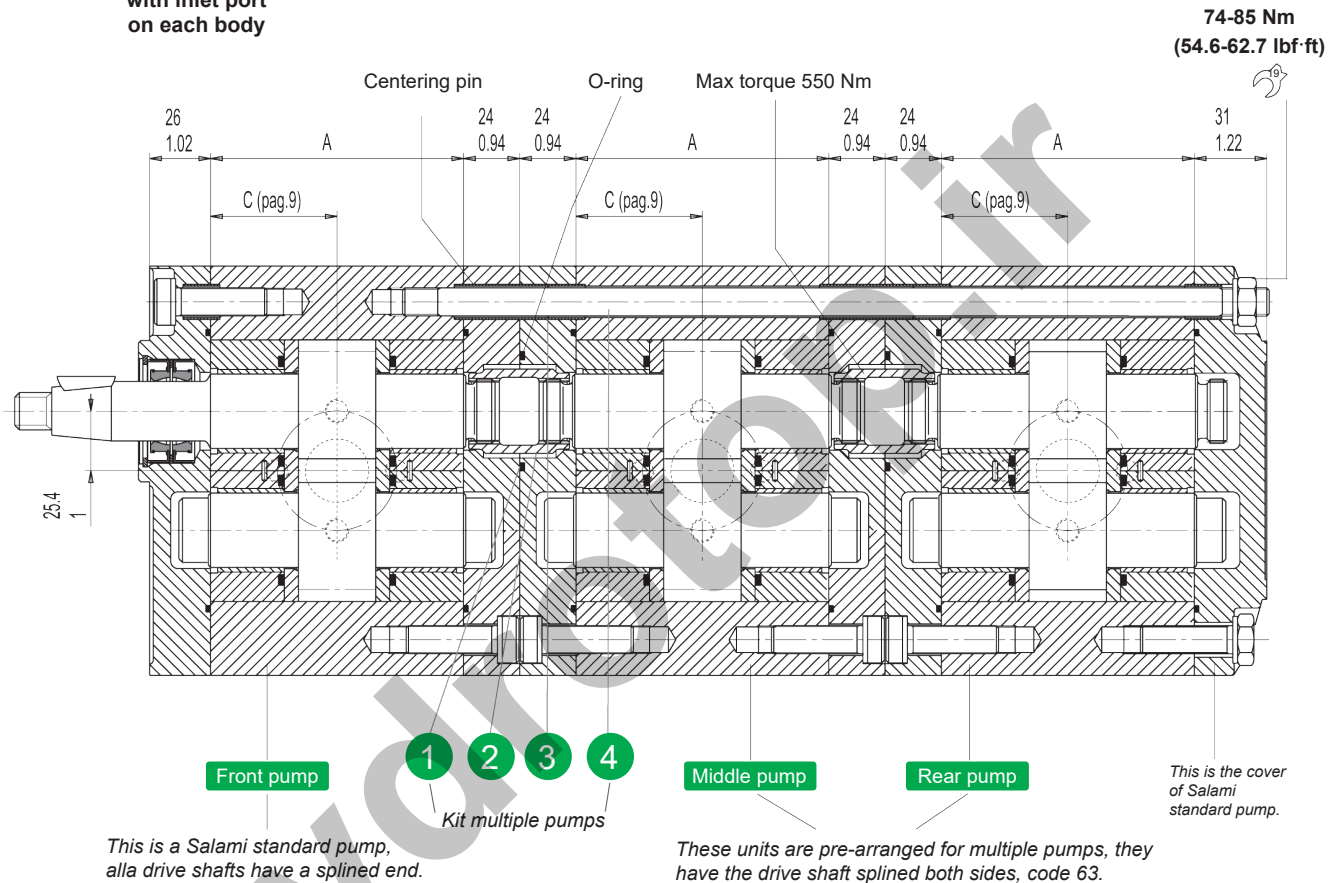 with inlet port
on each body
74-85 Nm
(54.6-62.7 lbf·ft)
19
Centering pin
O-ring
Max torque 550 Nm
26
1.02
A
24
0.94
24
0.94
A
24
0.94
24
0.94
A
31
1.22
C (pag.9)
C (pag.9)
C (pag.9)
25.4
1
1
2
3
4
Front pump
Middle pump
Rear pump
Kit multiple pumps
This is a Salami standard pump,
alla drive shafts have a splined end.
These units are pre-arranged for multiple pumps, they
have the drive shaft splined both sides, code 63.
This is the cover
of Salami
standard pump.
ydrotop.ir